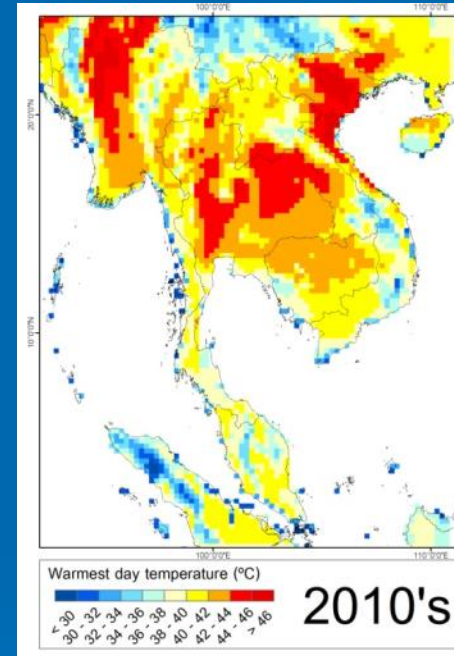 100°0'0"E 110°0'0"E
20°0'0"N
10°0'0"N
100°0'0"E 110°0'0"E
Warmest day temperature (ºC)
< 30 30 - 32 32 - 34 34 - 36 36 - 38 38 - 40 40 - 42 42 - 44 44 - 46 > 46
2010's